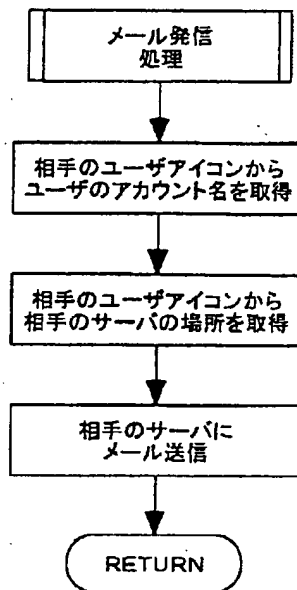 メール発信
処理
相手のユーザアイコンから
ユーザのアカウント名を取得
相手のユーザアイコンから
相手のサーバの場所を取得
相手のサーバに
メール送信
RETURN